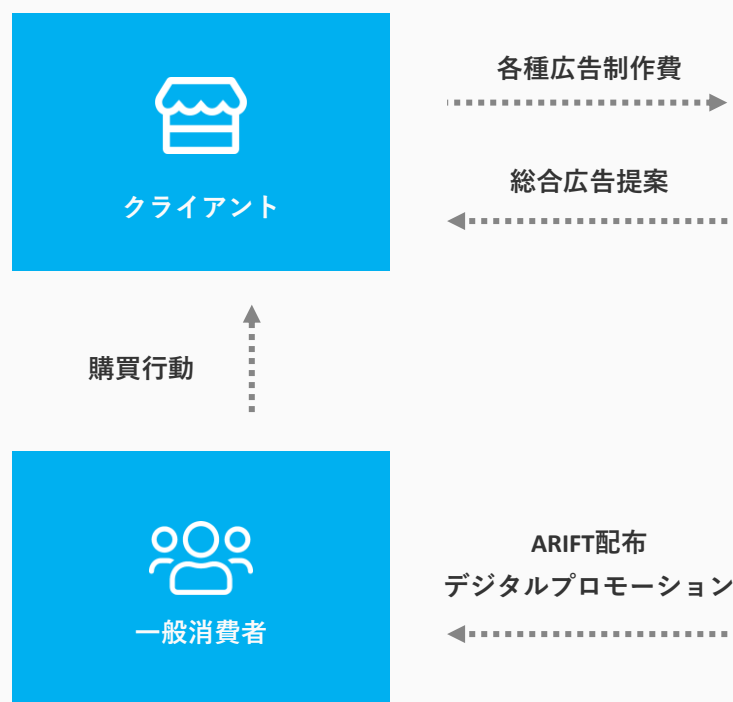 各種広告制作費
総合広告提案
クライアント
購買行動
ARIFT配布
デジタルプロモーション
一般消費者